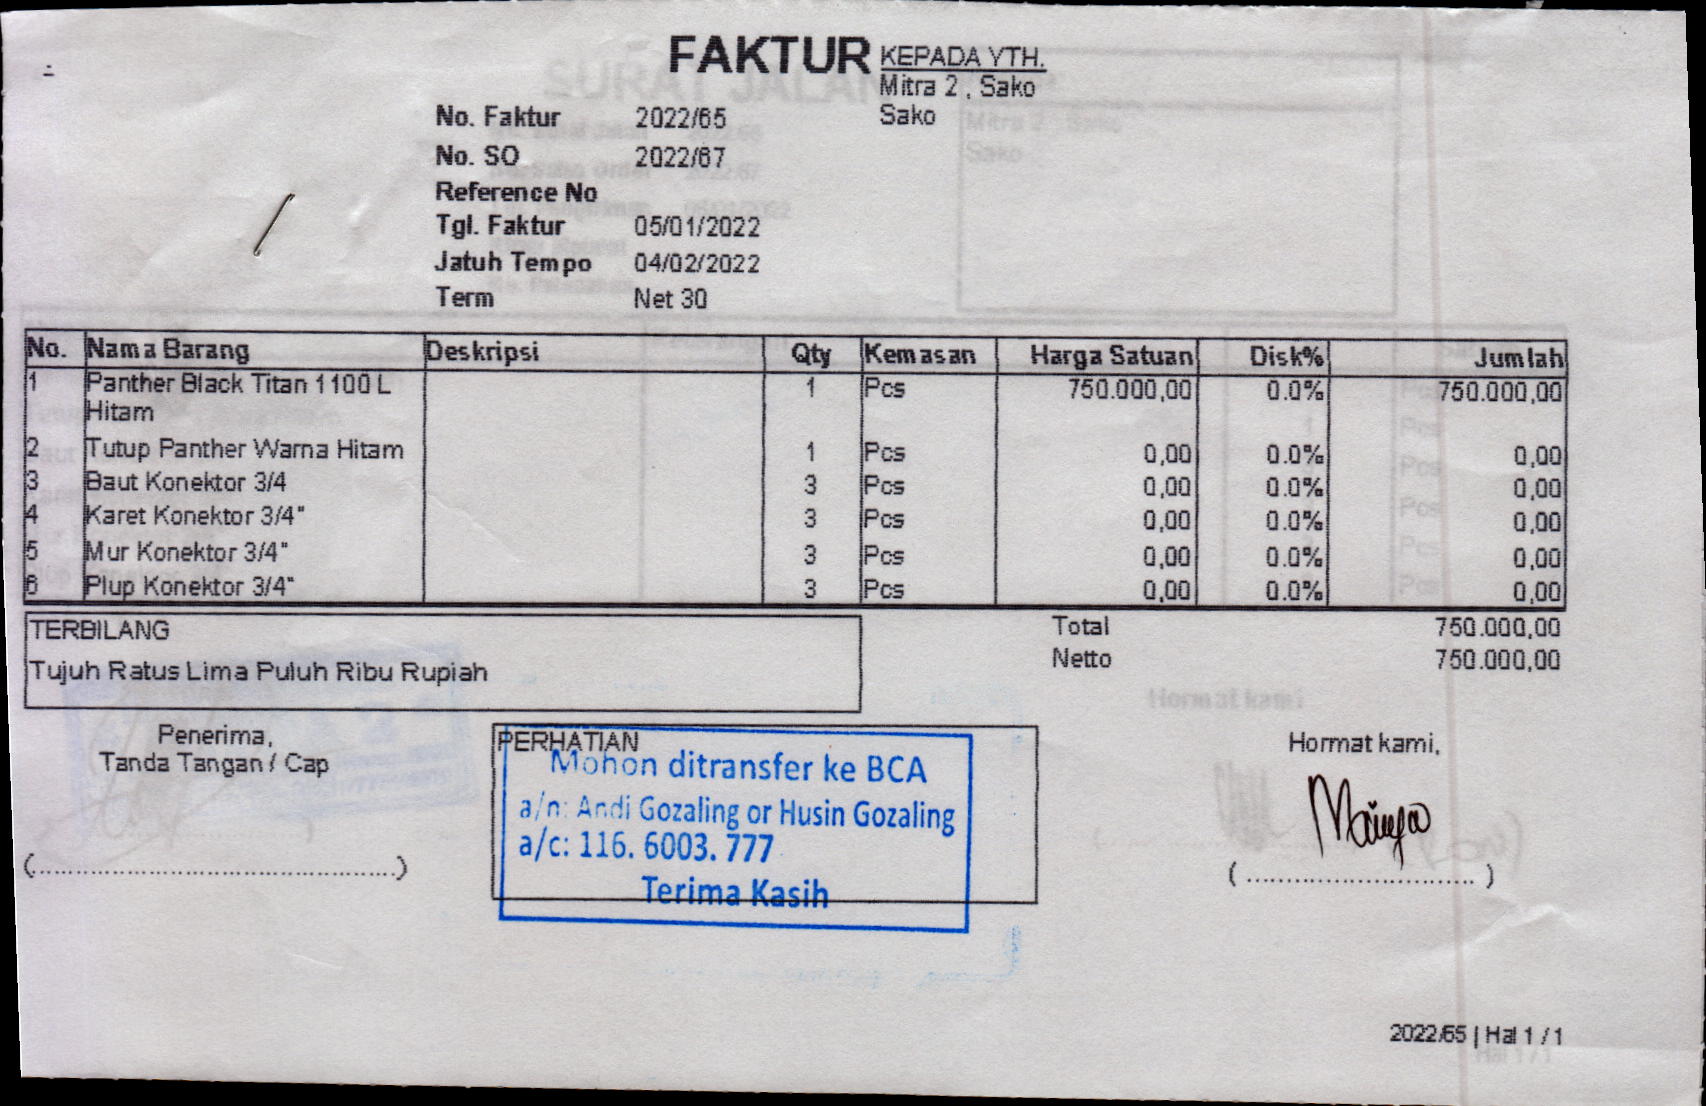 FAKTUR
KEPADA YTH.
Mitra 2 , Sako
Sako
No. Faktur 2022/65
No. SO 2022/67
Reference No
Tgl. Faktur 05/01/2022
Jatuh Tempo 04/02/2022
Term Net 30
No. Nama Barang Deskripsi Qty Kemasan Harga Satuan Disk% Jumlah
1 Panther Black Titan 1100 L 1 Pcs 750.000,00 0.0% 750.000,00
Hitam
2 Tutup Panther Warna Hitam 1 Pcs 0,00 0.0% 0,00
3 Baut Konektor 3/4 3 Pcs 0,00 0.0% 0,00
4 Karet Konektor 3/4" 3 Pcs 0,00 0.0% 0,00
5 Mur Konektor 3/4" 3 Pcs 0,00 0.0% 0,00
6 Plup Konektor 3/4" 3 Pcs 0,00 0.0% 0,00
TERBILANG
Tujuh Ratus Lima Puluh Ribu Rupiah
Total 750.000,00
Netto 750.000,00
Penerima,
Tanda Tangan / Cap
(................................................)
PERHATIAN
Mohon ditransfer ke BCA
a/n: Andi Gozaling or Husin Gozaling
a/c: 116. 6003. 777
Terima Kasih
Hormat kami,
( .............................. )
2022/65 | Hal 1 / 1